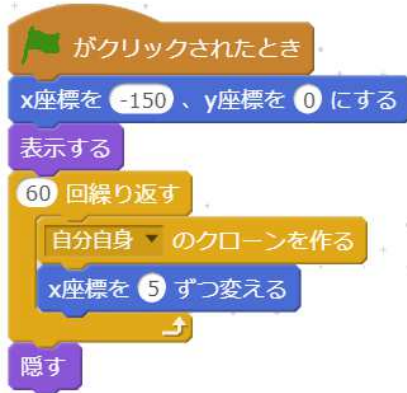 がクリックされたとき
x座標を -150 、y座標を 0 にする
表示する
60 回繰り返す
自分自身 のクローンを作る
x座標を 5 ずつ変える
隠す